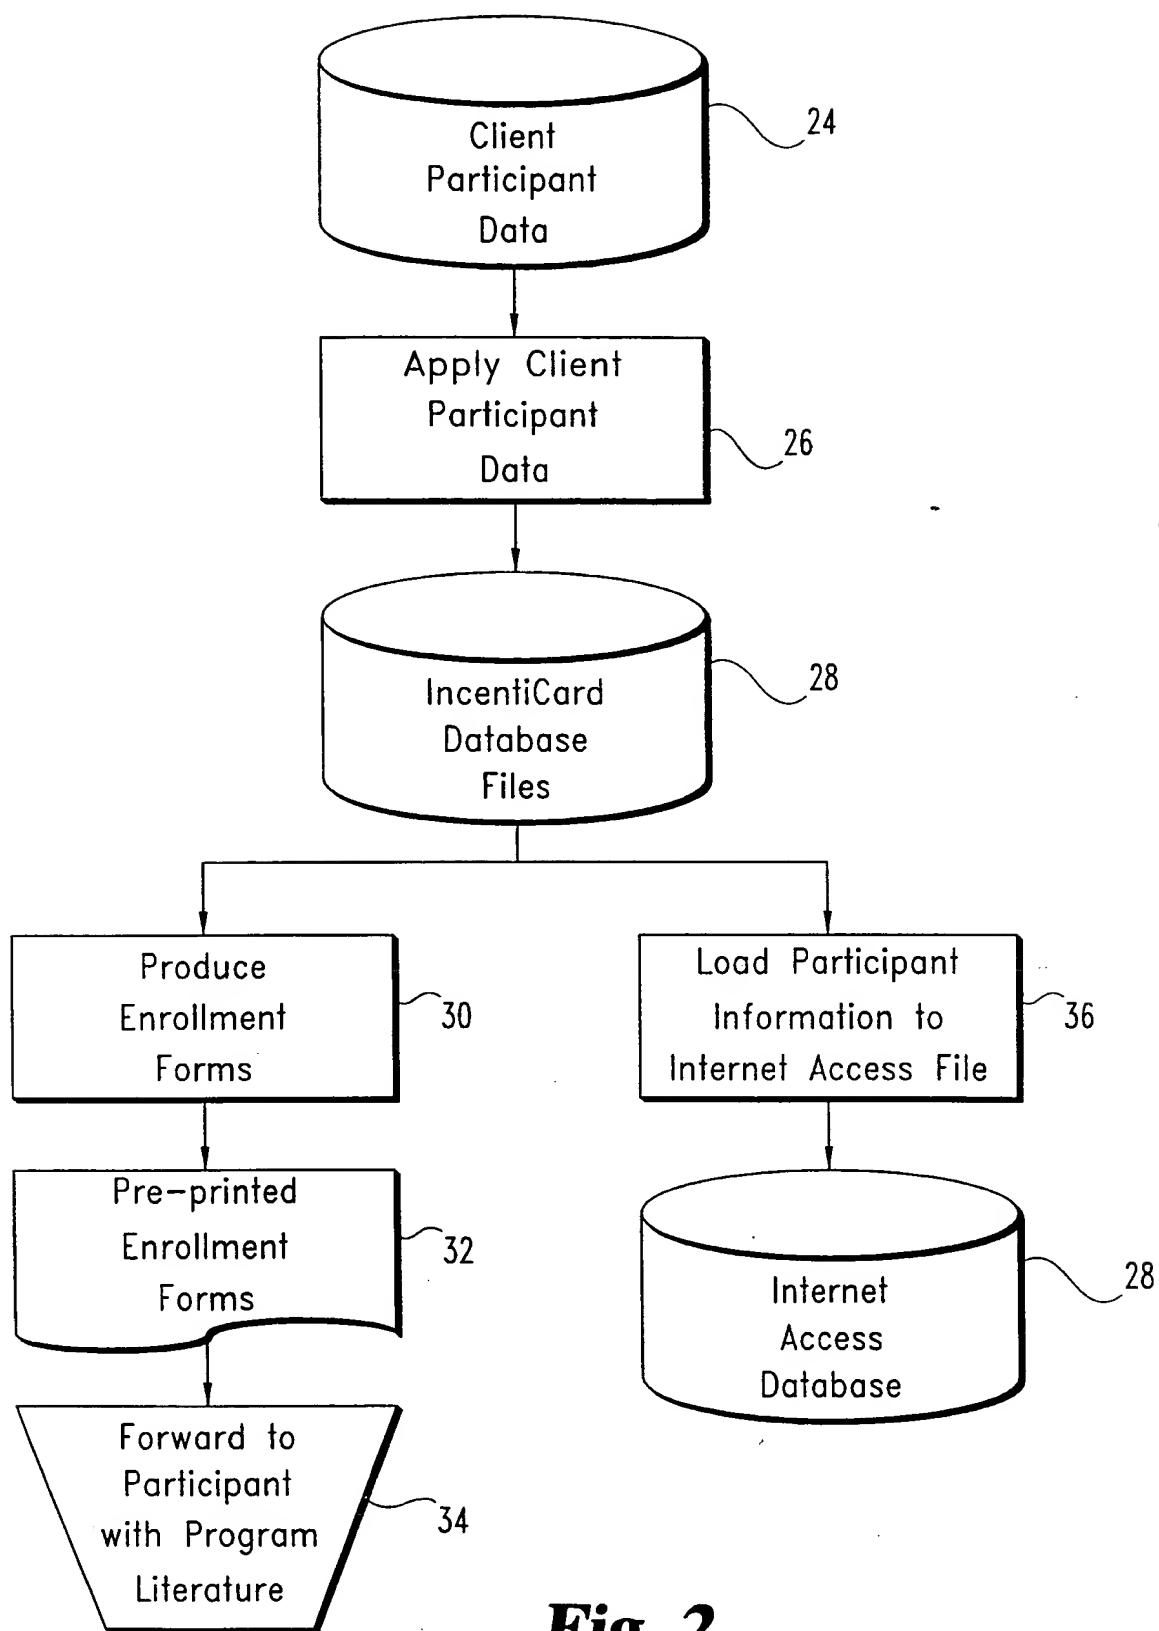 Client
Participant
Data
24
Apply Client
Participant
Data
26
IncentiCard
Database
Files
28
Produce
Enrollment
Forms
30
Load Participant
Information to
Internet Access File
36
Pre-printed
Enrollment
Forms
32
Internet
Access
Database
28
Forward to
Participant
with Program
Literature
34
Fig. 2